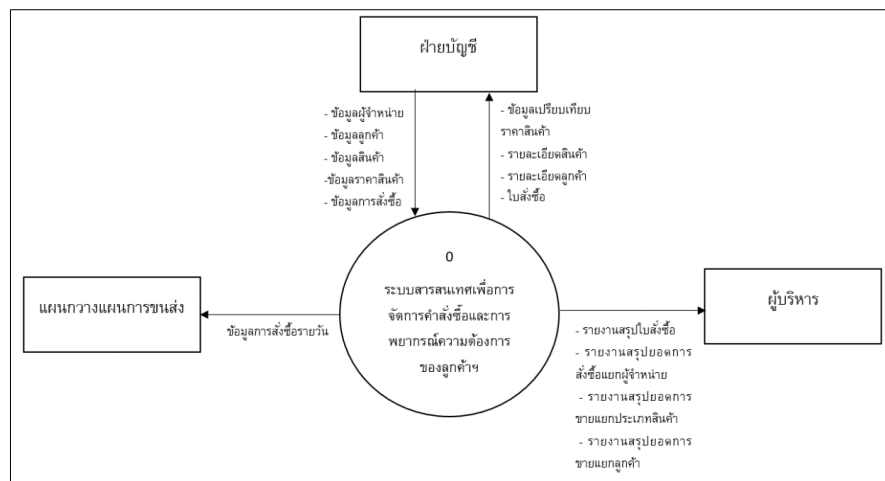 ฝ่ายบัญชี
- ข้อมูลผู้จำหน่าย
- ข้อมูลลูกค้า
- ข้อมูลสินค้า
-ข้อมูลราคาสินค้า
- ข้อมูลการสั่งซื้อ
- ข้อมูลเปรียบเทียบ
ราคาสินค้า
- รายละเอียดสินค้า
- รายละเอียดลูกค้า
- ใบสั่งซื้อ
0
ระบบสารสนเทศเพื่อการ
จัดการคำสั่งซื้อและการ
พยากรณ์ความต้องการ
ของลูกค้าฯ
แผนกวางแผนการขนส่ง
ข้อมูลการสั่งซื้อรายวัน
ผู้บริหาร
- รายงานสรุปใบสั่งซื้อ
- รายงานสรุปยอดการ
สั่งซื้อแยกผู้จำหน่าย
- รายงานสรุปยอดการ
ขายแยกประเภทสินค้า
- รายงานสรุปยอดการ
ขายแยกลูกค้า